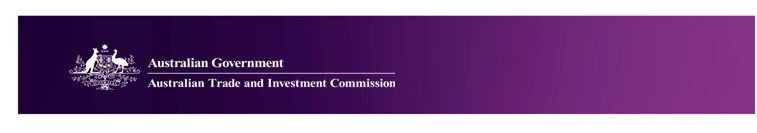 Australian Government
Australian Trade and Investment Commission